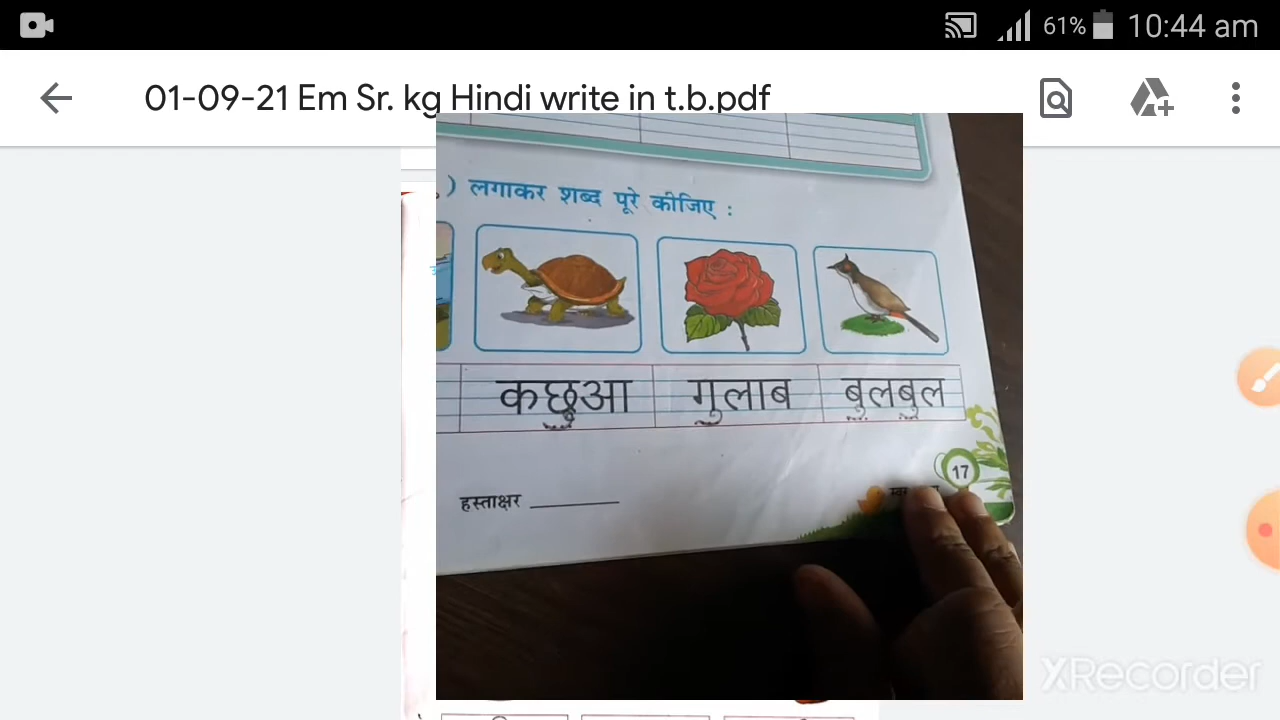 61% 10:44 am
01-09-21 Em Sr. kg Hindi write in t.b.pdf
) लगाकर शब्द पूरे कीजिए :
कछुआ गुलाब बुलबुल
17
हस्ताक्षर
XRecorder